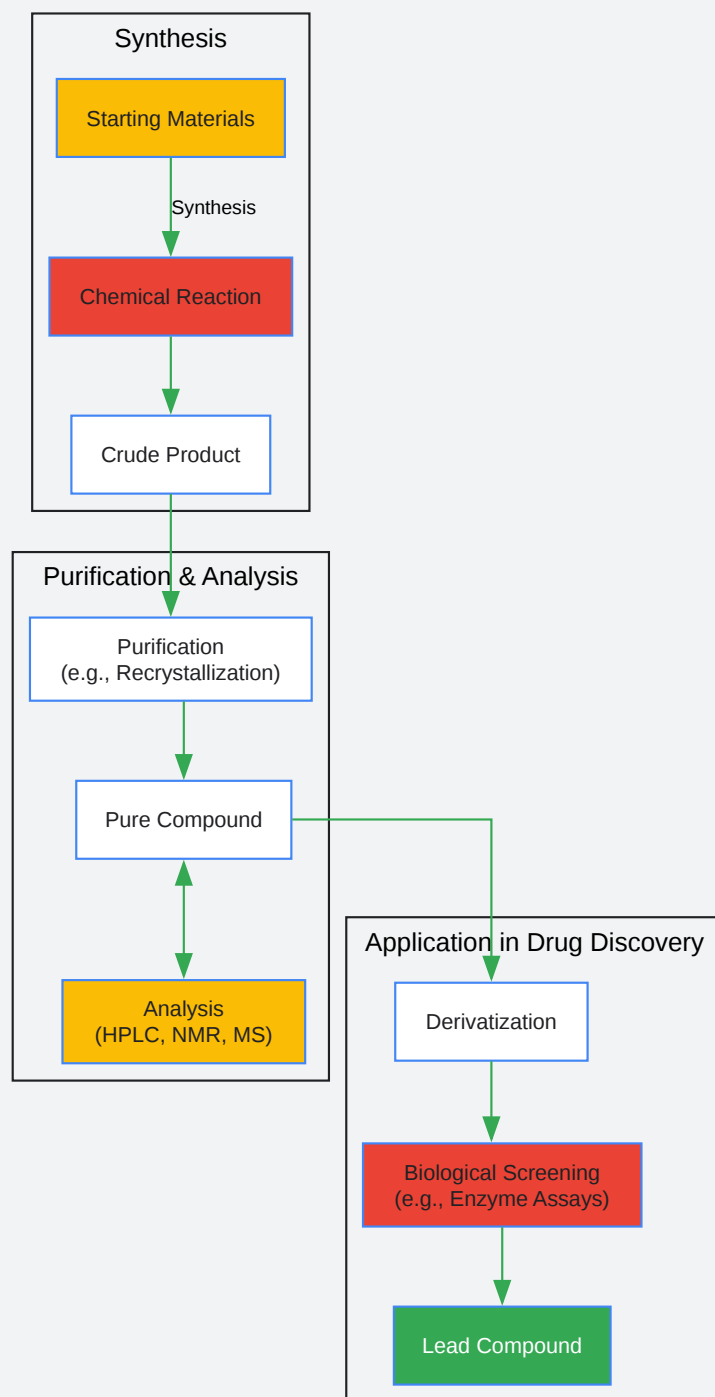 Synthesis
Starting Materials
Synthesis
Chemical Reaction
Crude Product
Purification & Analysis
Purification
(e.g., Recrystallization)
Pure Compound
Analysis
(HPLC, NMR, MS)
Application in Drug Discovery
Derivatization
Biological Screening
(e.g., Enzyme Assays)
Lead Compound